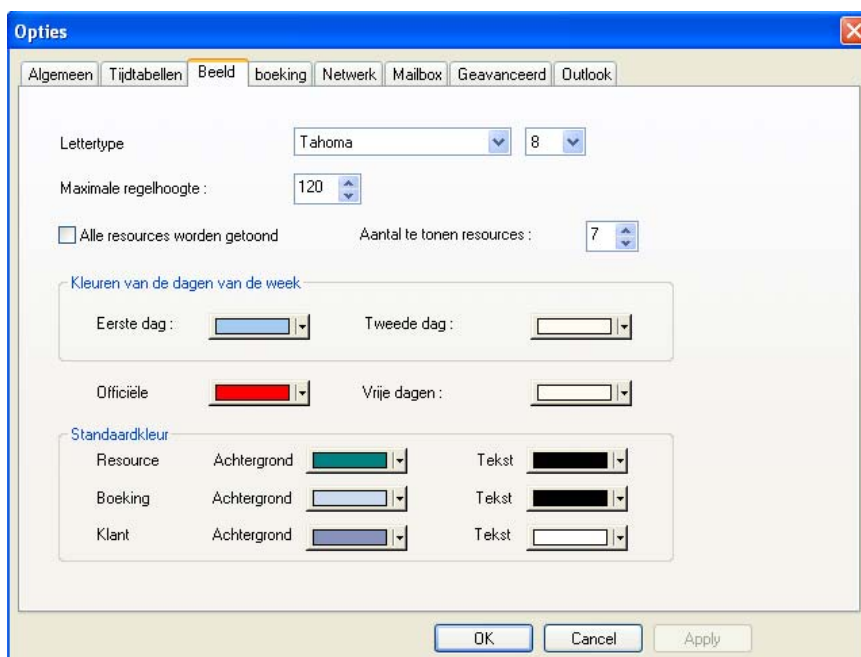 Opties
Algemeen Tijdtabellen Beeld boeking Netwerk Mailbox Geavanceerd Outlook
Lettertype Tahoma 8
Maximale regelhoogte : 120
Alle resources worden getoond Aantal te tonen resources : 7
Kleuren van de dagen van de week
Eerste dag : Tweede dag :
Officiële Vrije dagen :
Standaardkleur
Resource Achtergrond Tekst
Boeking Achtergrond Tekst
Klant Achtergrond Tekst
OK Cancel Apply